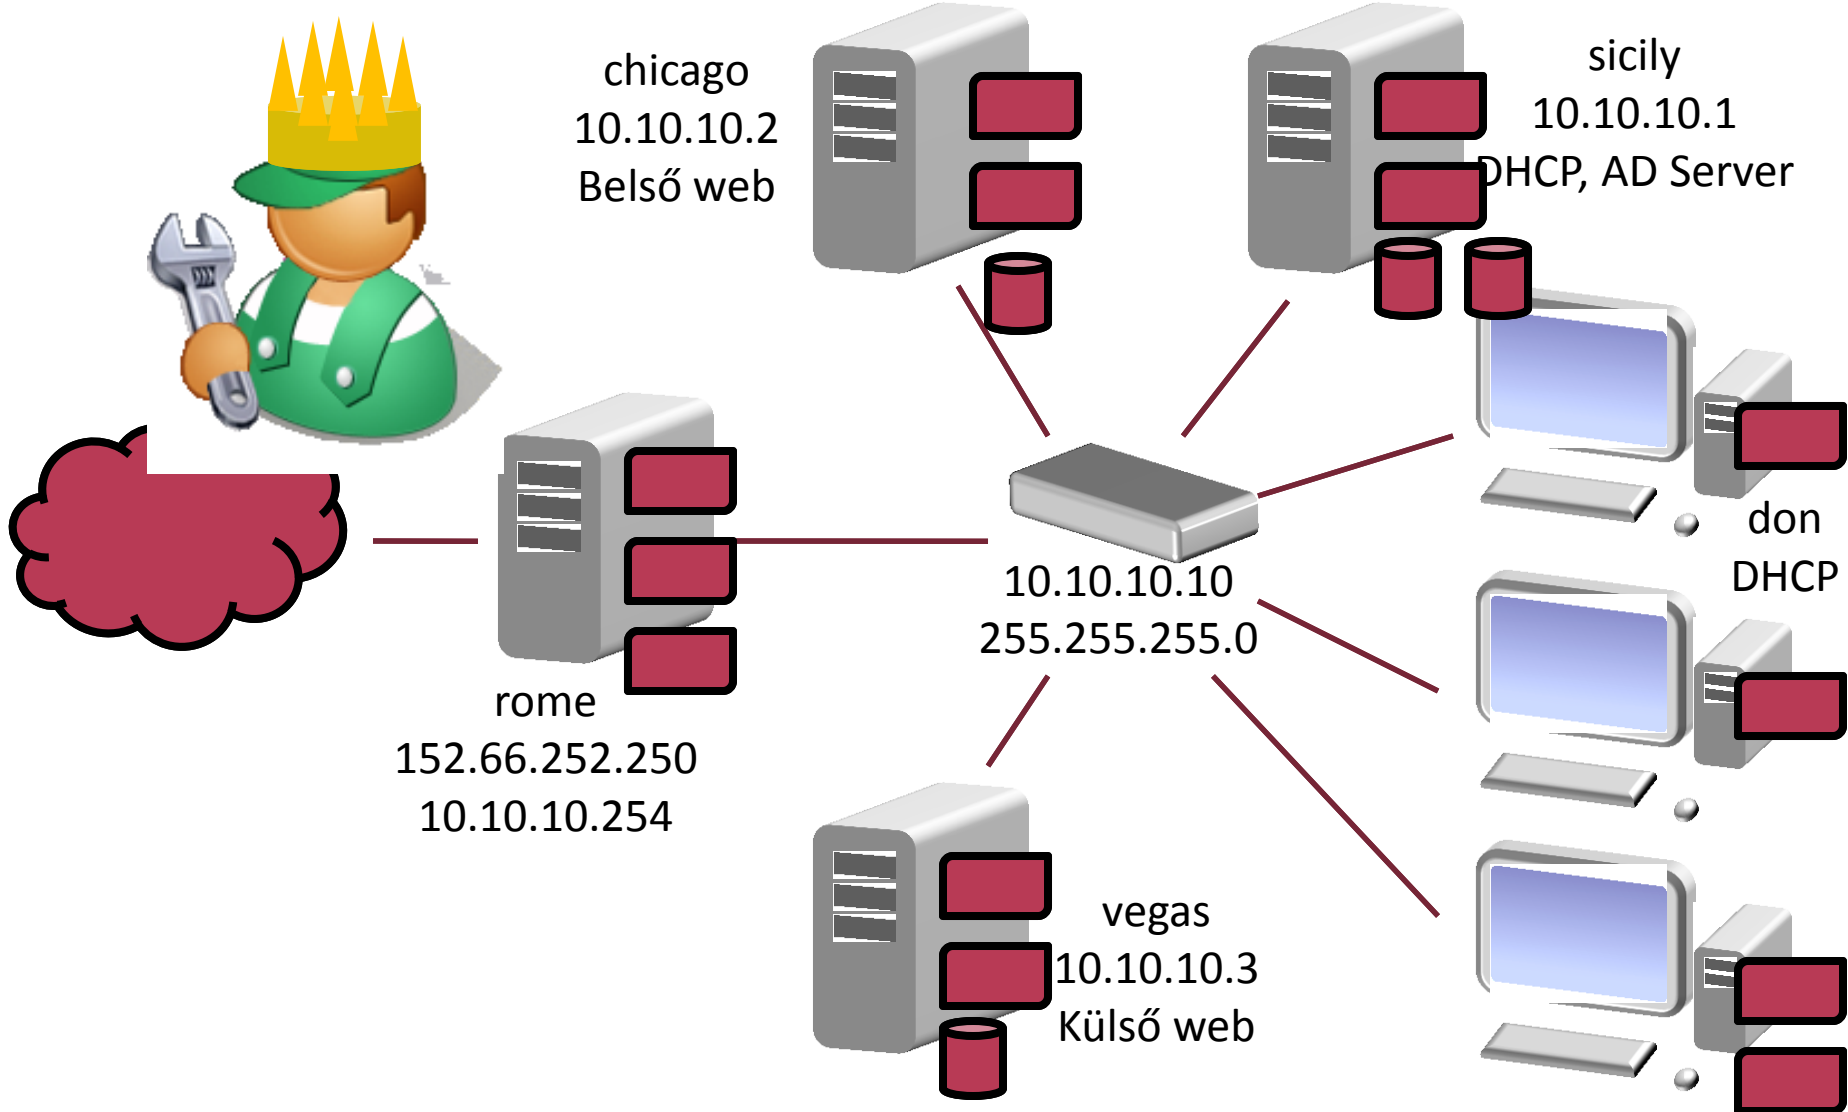 chicago
10.10.10.2
Belső web
sicily
10.10.10.1
DHCP, AD Server
don
DHCP
10.10.10.10
255.255.255.0
rome
152.66.252.250
10.10.10.254
vegas
10.10.10.3
Külső web